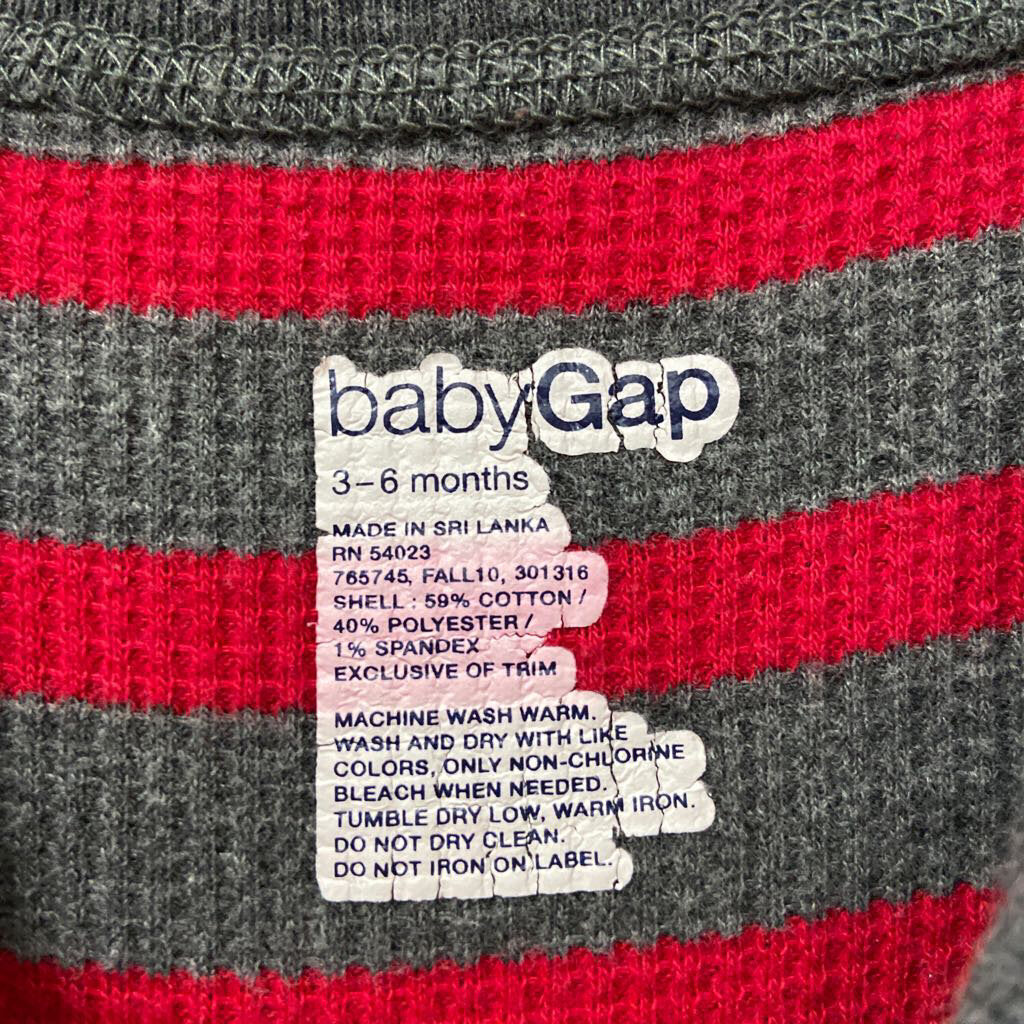 babyGap
3-6 months
MADE IN SRI LANKA
RN 54023
765745, FALL10, 301316
SHELL : 59% COTTON /
40% POLYESTER /
1% SPANDEX
EXCLUSIVE OF TRIM
MACHINE WASH WARM.
WASH AND DRY WITH LIKE
COLORS, ONLY NON-CHLORINE
BLEACH WHEN NEEDED.
TUMBLE DRY LOW, WARM IRON.
DO NOT DRY CLEAN.
DO NOT IRON ON LABEL.